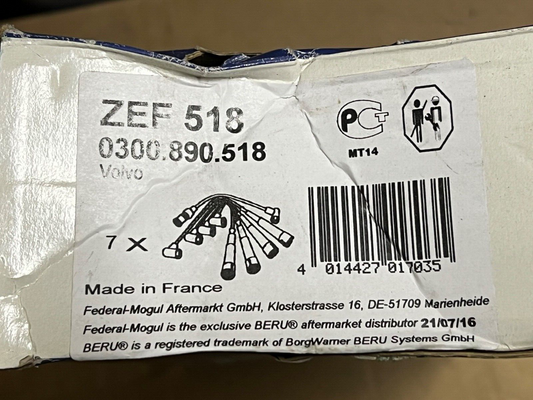 ZEF 518
0300.890.518
Volvo
PCT
MT14
7 X
4 014427 017035
Made in France
Federal-Mogul Aftermarkt GmbH, Klosterstrasse 16, DE-51709 Marienheide
Federal-Mogul is the exclusive BERU® aftermarket distributor 21/07/16
BERU® is a registered trademark of BorgWarner BERU Systems GmbH